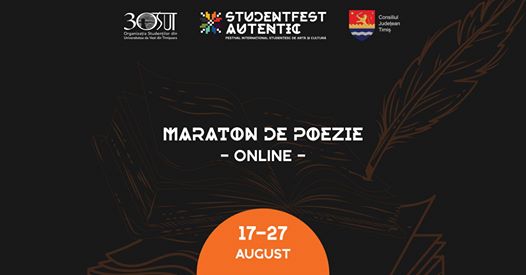 30 OSUT
Organizația Studenților din
Universitatea de Vest din Timișoara
STUDENTFEST
AUTENTIC
FESTIVAL INTERNAȚIONAL STUDENȚESC DE ARTĂ ȘI CULTURĂ
Consiliul
Județean
Timiș
MARATON DE POEZIE
- ONLINE -
17-27
AUGUST